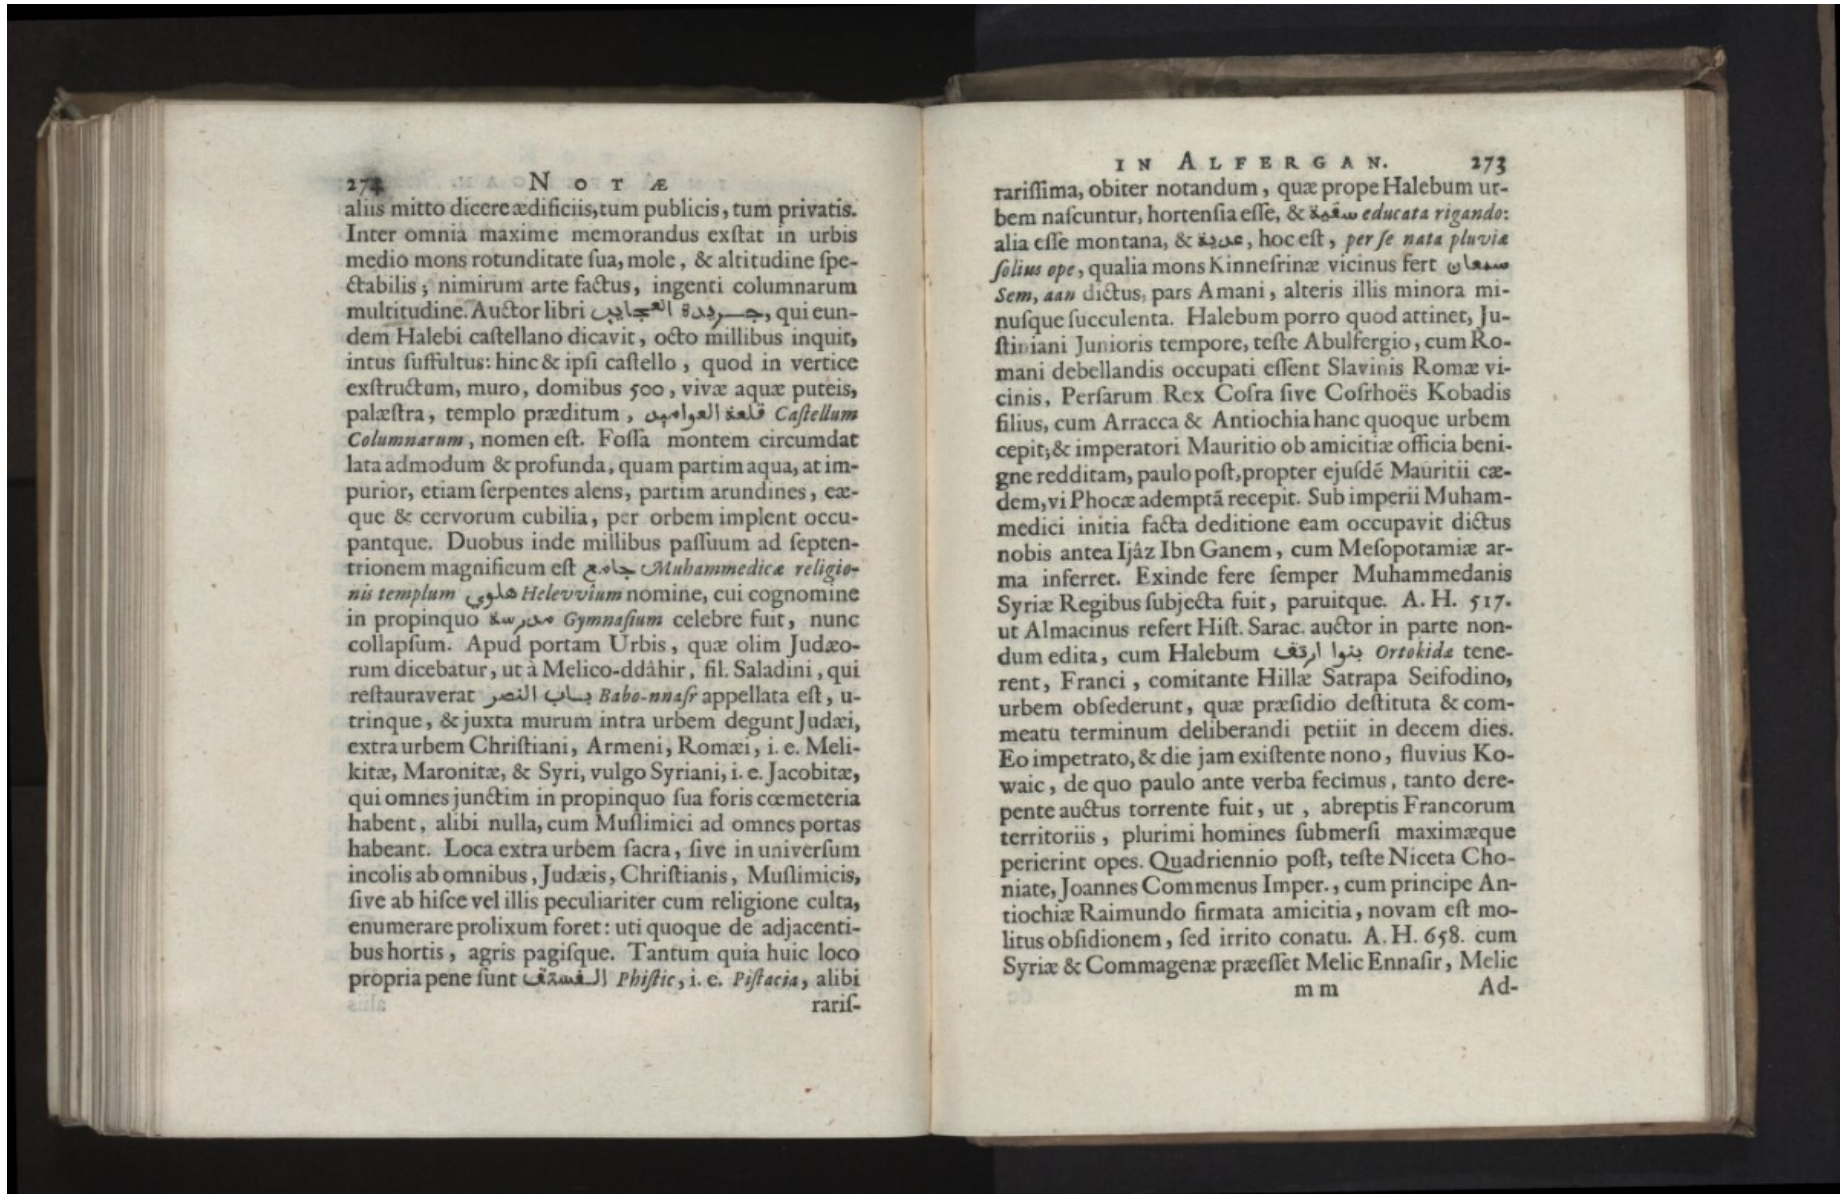 274 NOTÆ
aliis mitto dicere ædificiis, tum publicis, tum privatis.
Inter omnia maxime memorandus exſtat in urbis
medio mons rotunditate ſua, mole, & altitudine ſpe-
ctabilis; nimirum arte factus, ingenti columnarum
multitudine. Auctor libri جريدة العجايب, qui eun-
dem Halebi caſtellano dicavit, octo millibus inquit,
intus ſuffultus: hinc & ipſi caſtello, quod in vertice
exſtructum, muro, domibus 500, vivæ aquæ puteis,
palæſtra, templo præditum, قلعة العواميد Caſtellum
Columnarum, nomen eſt. Foſſa montem circumdat
lata admodum & profunda, quam partim aqua, at im-
purior, etiam ſerpentes alens, partim arundines, eæ-
que & cervorum cubilia, per orbem implent occu-
pantque. Duobus inde millibus paſſuum ad ſepten-
trionem magnificum eſt جامع Muhammedicæ religio-
nis templum هلوي Helevvîum nomine, cui cognomine
in propinquo مدرسة Gymnaſium celebre fuit, nunc
collapſum. Apud portam Urbis, quæ olim Judæo-
rum dicebatur, ut à Melico-ddâhir, fil. Saladini, qui
reſtauraverat باب النصر Babo-nnaſr appellata eſt, u-
trinque, & juxta murum intra urbem degunt Judæi,
extra urbem Chriſtiani, Armeni, Romæi, i. e. Meli-
kitæ, Maronitæ, & Syri, vulgo Syriani, i. e. Jacobitæ,
qui omnes junctim in propinquo ſua foris cœmeteria
habent, alibi nulla, cum Muſlimici ad omnes portas
habeant. Loca extra urbem ſacra, ſive in univerſum
incolis ab omnibus, Judæis, Chriſtianis, Muſlimicis,
ſive ab hiſce vel illis peculiariter cum religione culta,
enumerare prolixum foret: uti quoque de adjacenti-
bus hortis, agris pagiſque. Tantum quia huic loco
propria pene ſunt الفستق Phiſtic, i. e. Piſtacia, alibi
rariſ-
IN ALFERGAN. 273
rariſſima, obiter notandum, quæ prope Halebum ur-
bem naſcuntur, hortenſia eſſe, & سقية educata rigando:
alia eſſe montana, & عدية, hoc eſt, per ſe nata pluviæ
ſolius ope, qualia mons Kinneſrinæ vicinus fert سمعان
Sem, aan dictus, pars Amani, alteris illis minora mi-
nuſque ſucculenta. Halebum porro quod attinet, Ju-
ſtiniani Junioris tempore, teſte Abulfergio, cum Ro-
mani debellandis occupati eſſent Slavinis Romæ vi-
cinis, Perſarum Rex Coſra ſive Coſrhoës Kobadis
filius, cum Arracca & Antiochia hanc quoque urbem
cepit; & imperatori Mauritio ob amicitiæ officia beni-
gne redditam, paulo poſt, propter ejuſdē Mauritii cæ-
dem, vi Phocæ ademptā recepit. Sub imperii Muham-
medici initia facta deditione eam occupavit dictus
nobis antea Ijâz Ibn Ganem, cum Meſopotamiæ ar-
ma inferret. Exinde fere ſemper Muhammedanis
Syriæ Regibus ſubjecta fuit, paruitque. A. H. 517.
ut Almacinus refert Hiſt. Sarac. auctor in parte non-
dum edita, cum Halebum بنوا ارتق Ortokidæ tene-
rent, Franci, comitante Hillæ Satrapa Seifodino,
urbem obſederunt, quæ præſidio deſtituta & com-
meatu terminum deliberandi petiit in decem dies.
Eo impetrato, & die jam exiſtente nono, fluvius Ko-
waic, de quo paulo ante verba fecimus, tanto dere-
pente auctus torrente fuit, ut, abreptis Francorum
territoriis, plurimi homines ſubmerſi maximæque
perierint opes. Quadriennio poſt, teſte Niceta Cho-
niate, Joannes Commenus Imper., cum principe An-
tiochiæ Raimundo firmata amicitia, novam eſt mo-
litus obſidionem, ſed irrito conatu. A. H. 658. cum
Syriæ & Commagenæ præeſſet Melic Ennaſir, Melic
mm Ad-